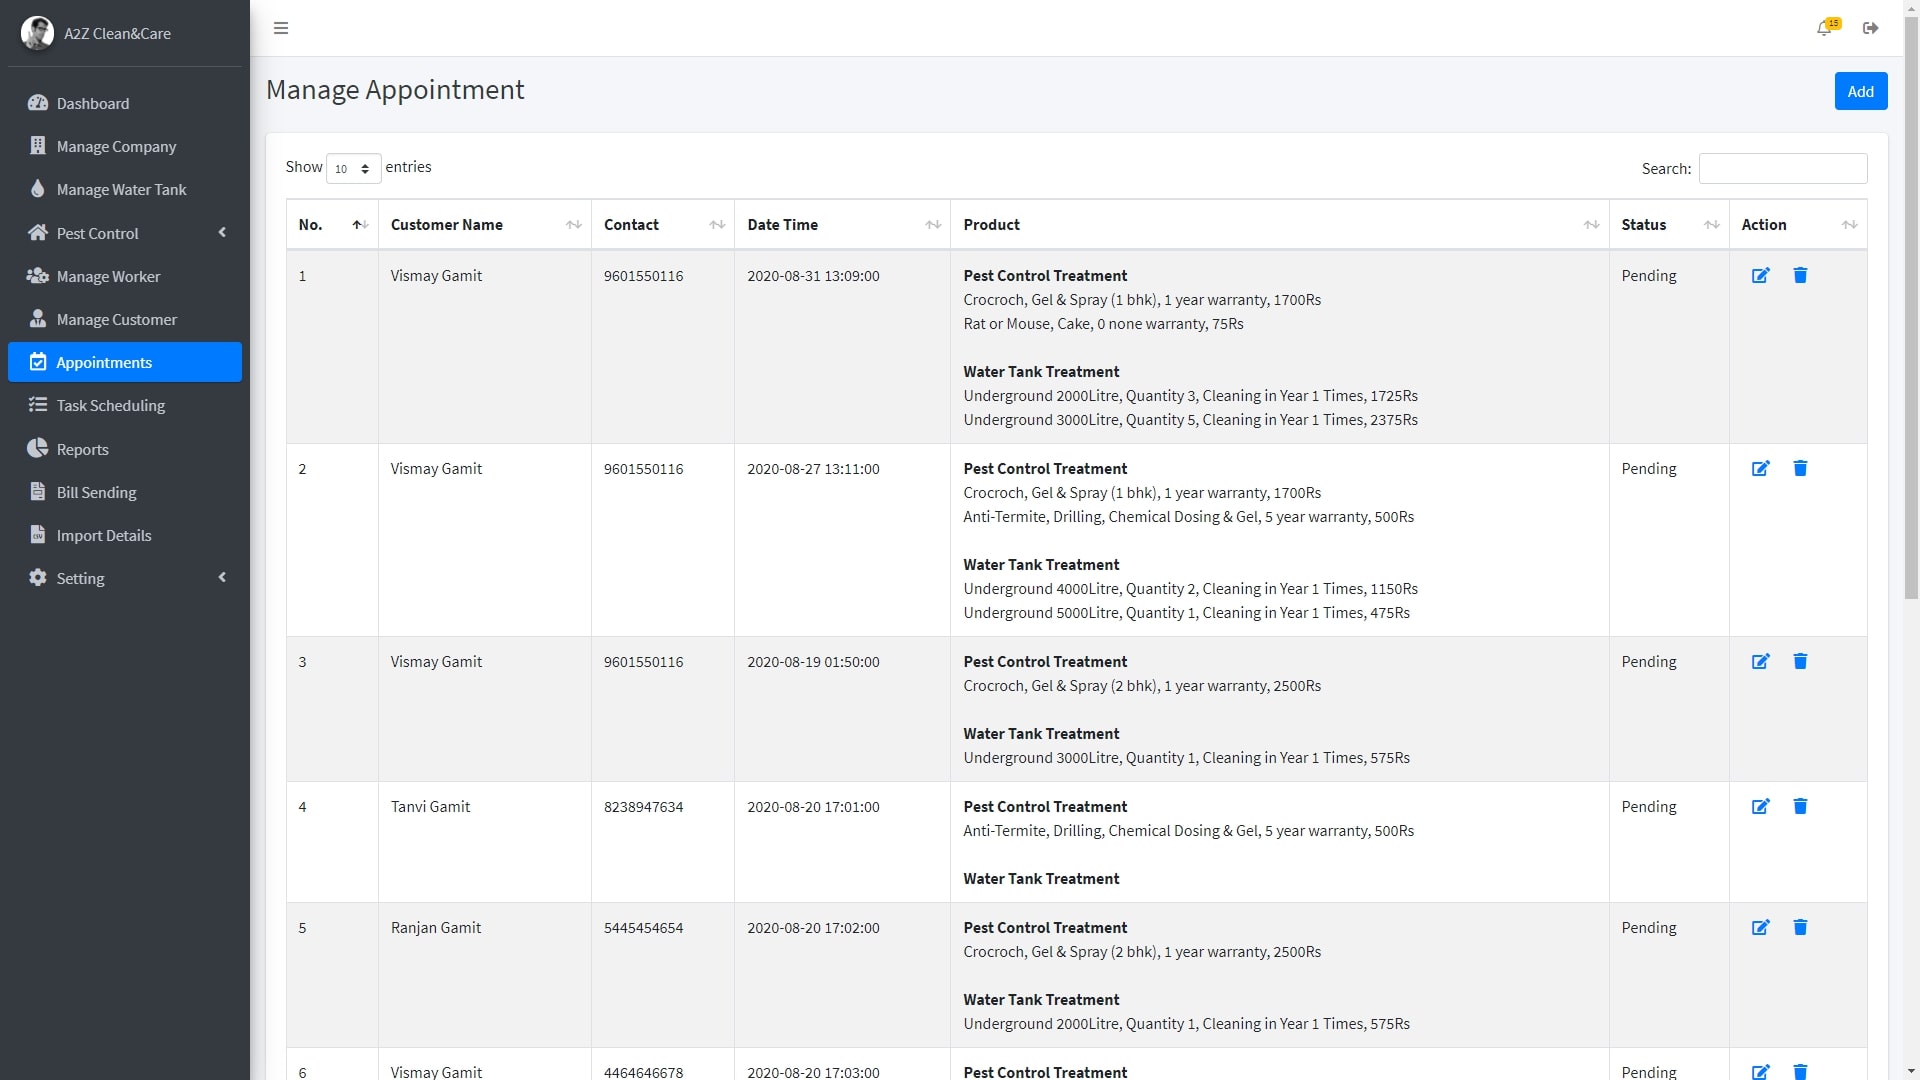 A2Z Clean&Care
15
Dashboard
Manage Company
Manage Water Tank
Pest Control
Manage Worker
Manage Customer
Appointments
Task Scheduling
Reports
Bill Sending
Import Details
Setting
Manage Appointment
Add
Show 10 entries
Search:
No. Customer Name Contact Date Time Product Status Action
1 Vismay Gamit 9601550116 2020-08-31 13:09:00 Pest Control Treatment Pending
Crocroch, Gel & Spray (1 bhk), 1 year warranty, 1700Rs
Rat or Mouse, Cake, 0 none warranty, 75Rs
Water Tank Treatment
Underground 2000Litre, Quantity 3, Cleaning in Year 1 Times, 1725Rs
Underground 3000Litre, Quantity 5, Cleaning in Year 1 Times, 2375Rs
2 Vismay Gamit 9601550116 2020-08-27 13:11:00 Pest Control Treatment Pending
Crocroch, Gel & Spray (1 bhk), 1 year warranty, 1700Rs
Anti-Termite, Drilling, Chemical Dosing & Gel, 5 year warranty, 500Rs
Water Tank Treatment
Underground 4000Litre, Quantity 2, Cleaning in Year 1 Times, 1150Rs
Underground 5000Litre, Quantity 1, Cleaning in Year 1 Times, 475Rs
3 Vismay Gamit 9601550116 2020-08-19 01:50:00 Pest Control Treatment Pending
Crocroch, Gel & Spray (2 bhk), 1 year warranty, 2500Rs
Water Tank Treatment
Underground 3000Litre, Quantity 1, Cleaning in Year 1 Times, 575Rs
4 Tanvi Gamit 8238947634 2020-08-20 17:01:00 Pest Control Treatment Pending
Anti-Termite, Drilling, Chemical Dosing & Gel, 5 year warranty, 500Rs
Water Tank Treatment
5 Ranjan Gamit 5445454654 2020-08-20 17:02:00 Pest Control Treatment Pending
Crocroch, Gel & Spray (2 bhk), 1 year warranty, 2500Rs
Water Tank Treatment
Underground 2000Litre, Quantity 1, Cleaning in Year 1 Times, 575Rs
6 Vismay Gamit 4464646678 2020-08-20 17:03:00 Pest Control Treatment Pending